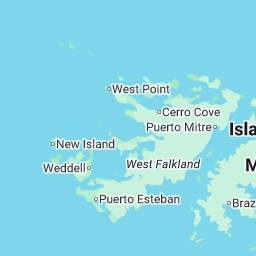 West Point
Cerro Cove
Puerto Mitre
Isla
New Island
West Falkland
M
Weddell
Puerto Esteban
Braz